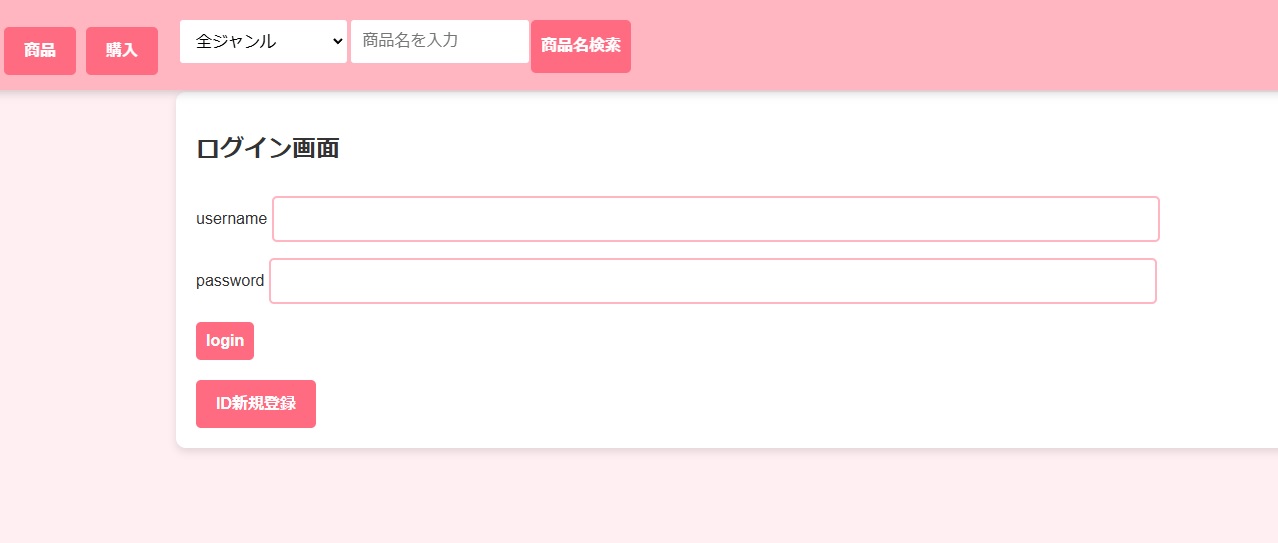 商品 購入 全ジャンル 商品名を入力 商品名検索
ログイン画面
username
password
login
ID新規登録